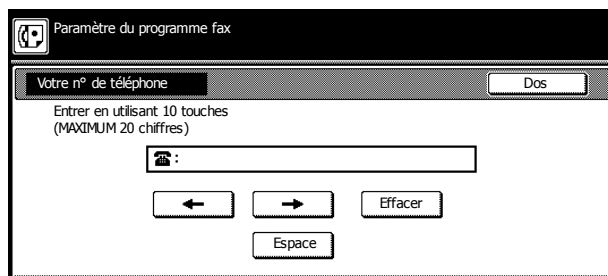 Paramètre du programme fax
Votre n° de téléphone
Dos
Entrer en utilisant 10 touches
(MAXIMUM 20 chiffres)
☎ :
← → Effacer
Espace